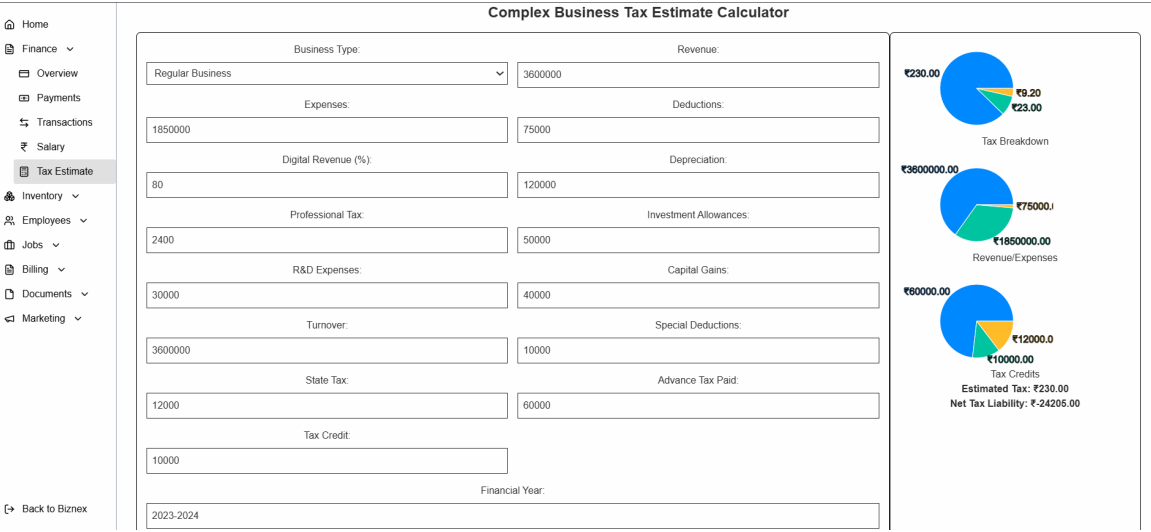 Complex Business Tax Estimate Calculator
Home
Finance
Overview
Payments
Transactions
Salary
Tax Estimate
Inventory
Employees
Jobs
Billing
Documents
Marketing
Back to Biznex
Business Type:
Regular Business
Revenue:
3600000
Expenses:
1850000
Deductions:
75000
Digital Revenue (%):
80
Depreciation:
120000
Professional Tax:
2400
Investment Allowances:
50000
R&D Expenses:
30000
Capital Gains:
40000
Turnover:
3600000
Special Deductions:
10000
State Tax:
12000
Advance Tax Paid:
60000
Tax Credit:
10000
Financial Year:
2023-2024
₹230.00
₹9.20
₹23.00
Tax Breakdown
₹3600000.00
₹75000.
₹1850000.00
Revenue/Expenses
₹60000.00
₹12000.0
₹10000.00
Tax Credits
Estimated Tax: ₹230.00
Net Tax Liability: ₹-24205.00